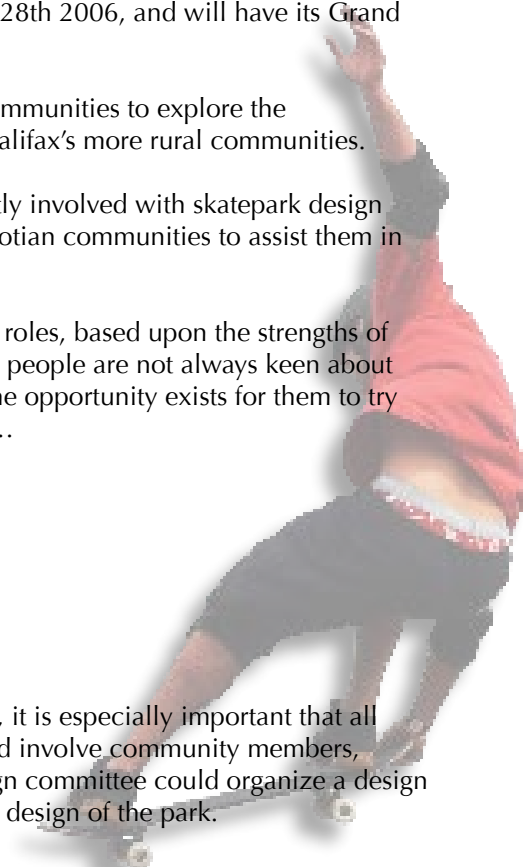 28th 2006, and will have its Grand
mmunities to explore the
alifax’s more rural communities.
tly involved with skatepark design
otian communities to assist them in
roles, based upon the strengths of
people are not always keen about
ne opportunity exists for them to try
..
, it is especially important that all
d involve community members,
gn committee could organize a design
design of the park.